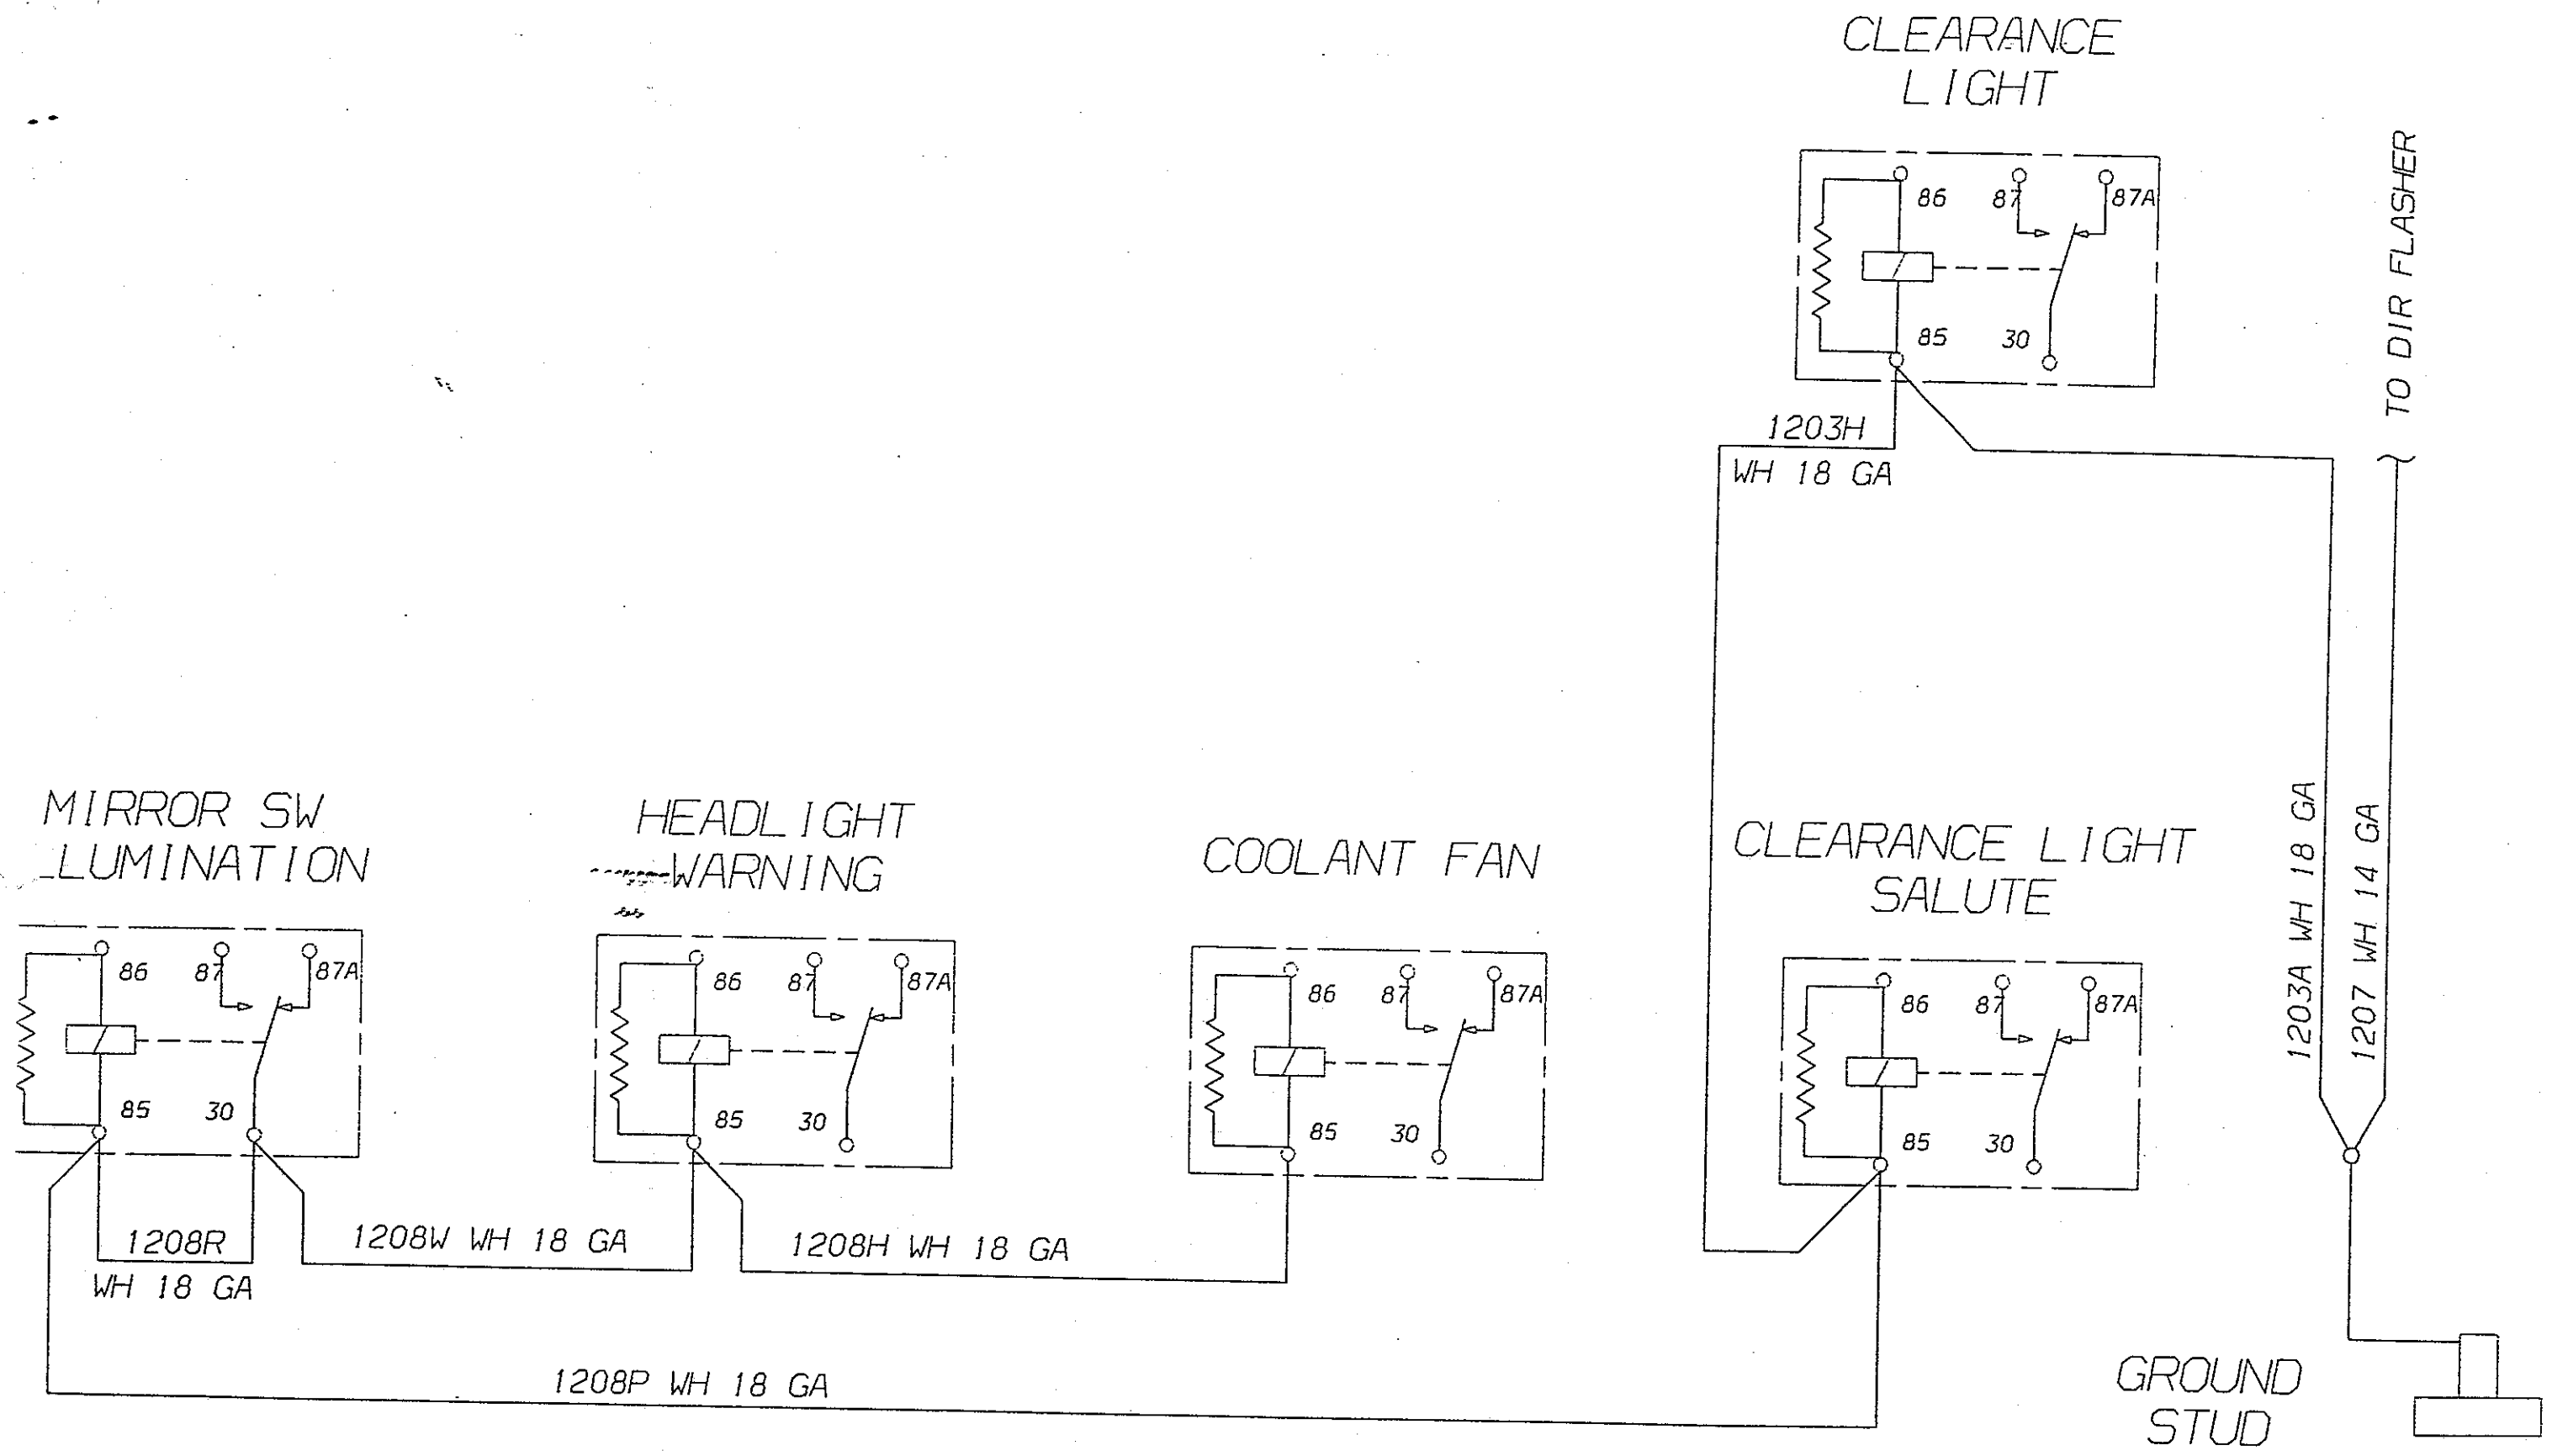 CLEARANCE
LIGHT
86 87 87A
85 30
1203H
WH 18 GA
TO DIR FLASHER
MIRROR SW
LUMINATION
86 87 87A
85 30
HEADLIGHT
WARNING
86 87 87A
85 30
COOLANT FAN
86 87 87A
85 30
CLEARANCE LIGHT
SALUTE
86 87 87A
85 30
1203A WH 18 GA
1207 WH 14 GA
1208R
WH 18 GA
1208W WH 18 GA
1208H WH 18 GA
1208P WH 18 GA
GROUND
STUD